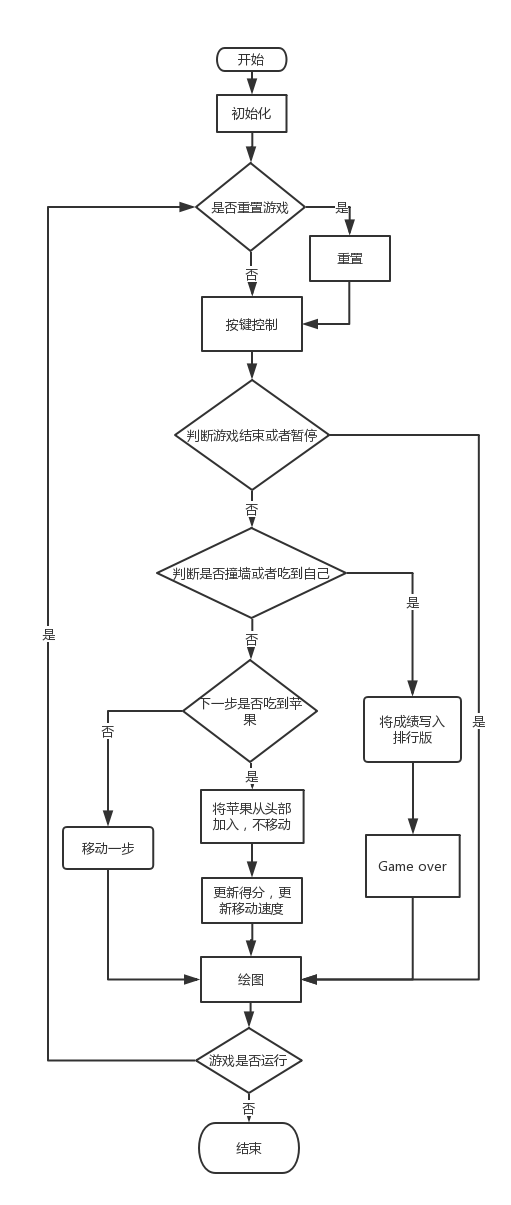 开始
初始化
是否重置游戏
是
重置
否
按键控制
判断游戏结束或者暂停
否
判断是否撞墙或者吃到自己
是
否
是
下一步是否吃到苹
果
将成绩写入
排行版
是
否
是
将苹果从头部
加入，不移动
移动一步
Game over
更新得分，更
新移动速度
绘图
游戏是否运行
否
结束